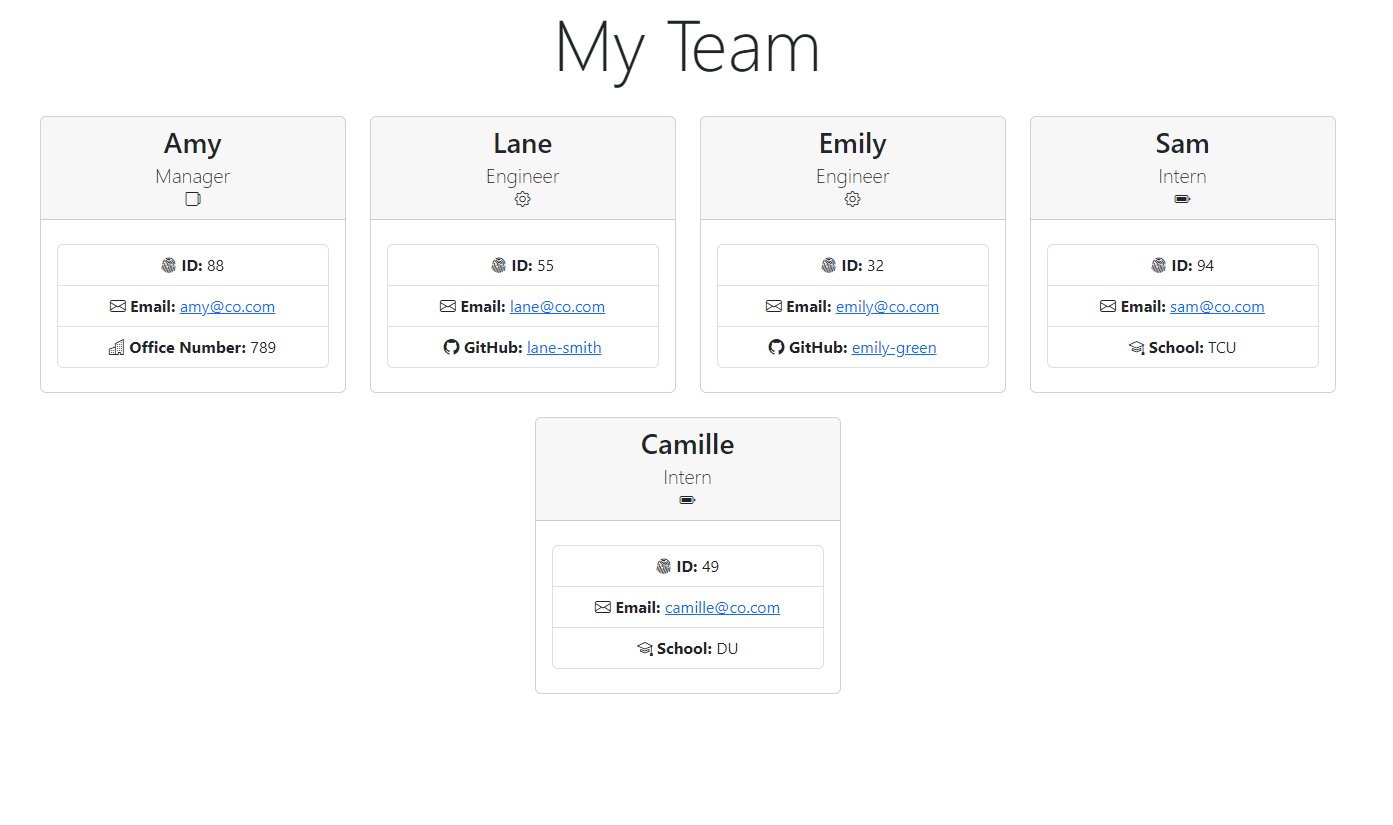 My Team
Amy
Manager
ID: 88
Email: amy@co.com
Office Number: 789
Lane
Engineer
ID: 55
Email: lane@co.com
GitHub: lane-smith
Emily
Engineer
ID: 32
Email: emily@co.com
GitHub: emily-green
Sam
Intern
ID: 94
Email: sam@co.com
School: TCU
Camille
Intern
ID: 49
Email: camille@co.com
School: DU